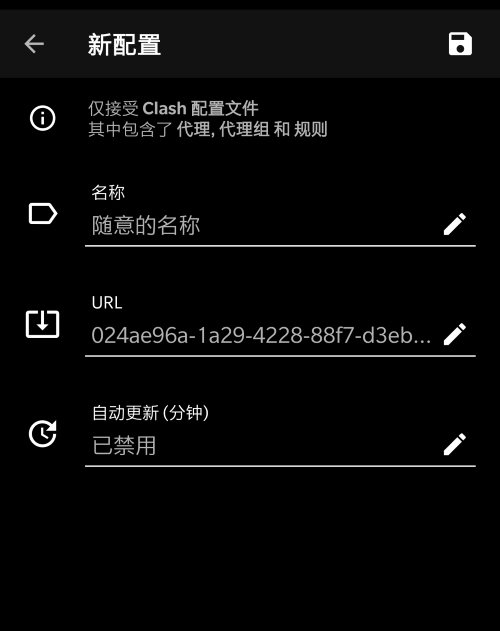 新配置
仅接受 Clash 配置文件
其中包含了 代理, 代理组 和 规则
名称
随意的名称
URL
024ae96a-1a29-4228-88f7-d3eb...
自动更新 (分钟)
已禁用